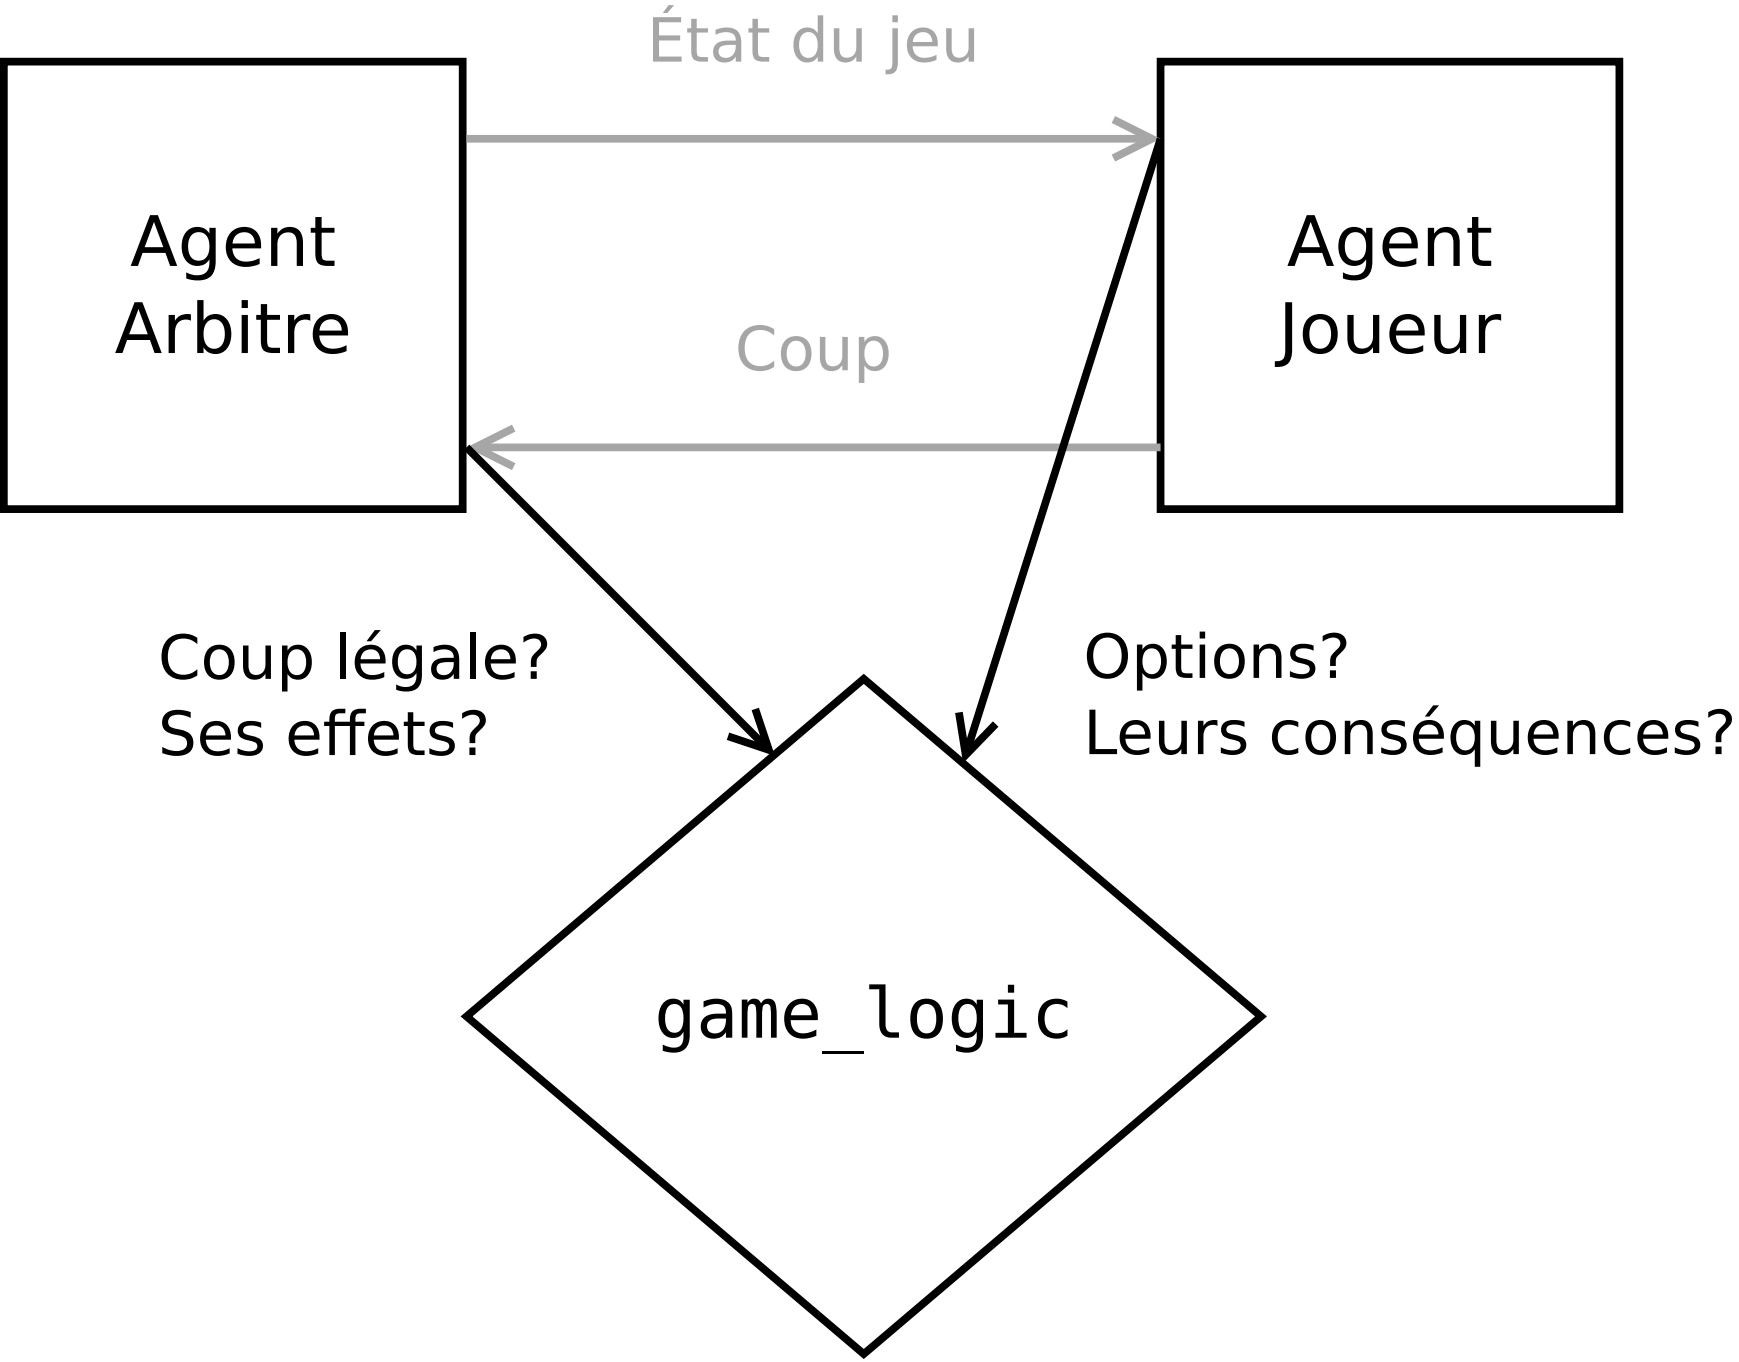 État du jeu
Agent
Arbitre
Agent
Joueur
Coup
Coup légale?
Ses effets?
Options?
Leurs conséquences?
game_logic